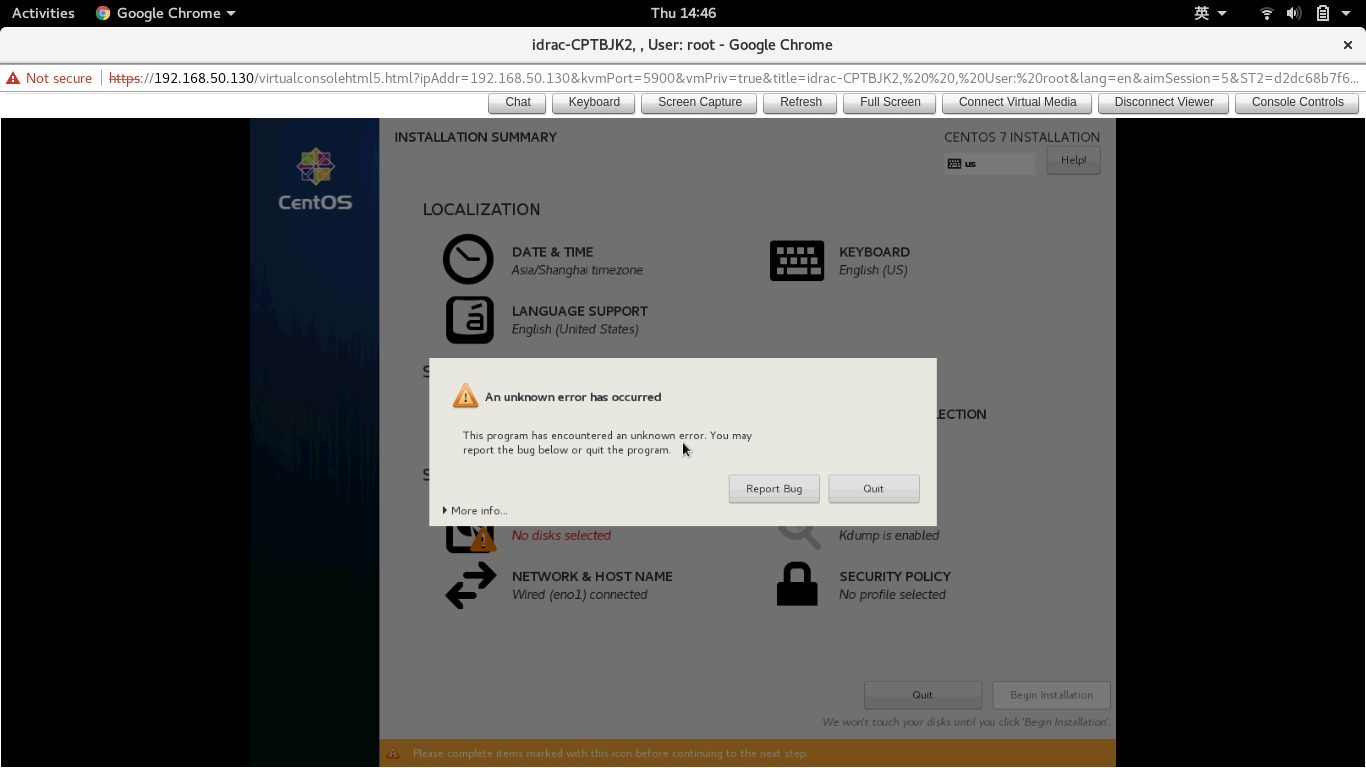 Activities Google Chrome Thu 14:46 英
idrac-CPTBJK2, , User: root - Google Chrome ×
Not secure https://192.168.50.130/virtualconsolehtml5.html?ipAddr=192.168.50.130&kvmPort=5900&vmPriv=true&title=idrac-CPTBJK2,%20%20,%20User:%20root&lang=en&aimSession=5&ST2=d2dc68b7f6...
Chat Keyboard Screen Capture Refresh Full Screen Connect Virtual Media Disconnect Viewer Console Controls
INSTALLATION SUMMARY CENTOS 7 INSTALLATION
us Help!
CentOS
LOCALIZATION
DATE & TIME KEYBOARD
Asia/Shanghai timezone English (US)
LANGUAGE SUPPORT
English (United States)
An unknown error has occurred
This program has encountered an unknown error. You may
report the bug below or quit the program.
Report Bug Quit
More info...
No disks selected Kdump is enabled
NETWORK & HOST NAME SECURITY POLICY
Wired (eno1) connected No profile selected
Quit Begin Installation
We won't touch your disks until you click 'Begin Installation'.
Please complete items marked with this icon before continuing to the next step.